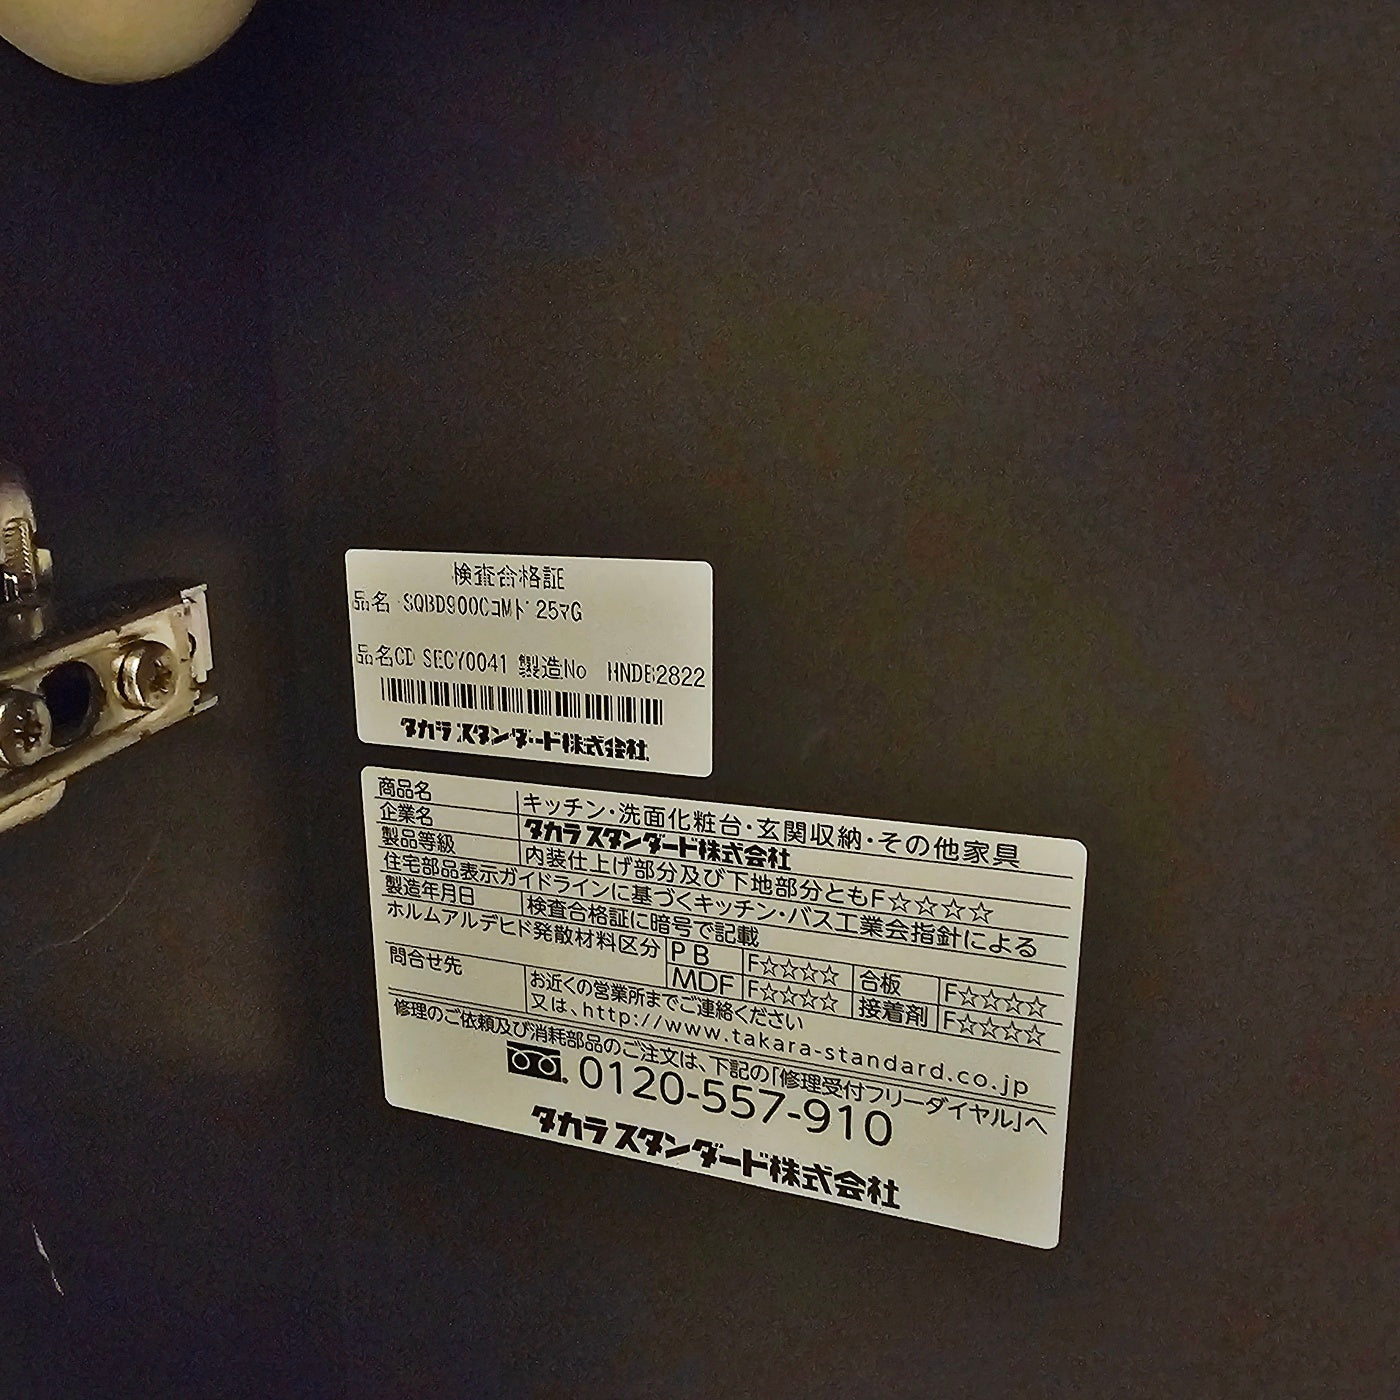 検査合格証
品名 SQBD900CコMド 25マG
品名CD SECY0041 製造No HNDB2822
タカラスタンダード株式会社
商品名 キッチン・洗面化粧台・玄関収納・その他家具
企業名 タカラスタンダード株式会社
製品等級 内装仕上げ部分及び下地部分ともF☆☆☆☆
住宅部品表示ガイドラインに基づくキッチン・バス工業会指針による
製造年月日 検査合格証に暗号で記載
ホルムアルデヒド発散材料区分 PB F☆☆☆☆ 合板 F☆☆☆☆
MDF F☆☆☆☆ 接着剤 F☆☆☆☆
問合せ先 お近くの営業所までご連絡ください
又は、http://www.takara-standard.co.jp
修理のご依頼及び消耗部品のご注文は、下記の「修理受付フリーダイヤル」へ
0120-557-910
タカラスタンダード株式会社